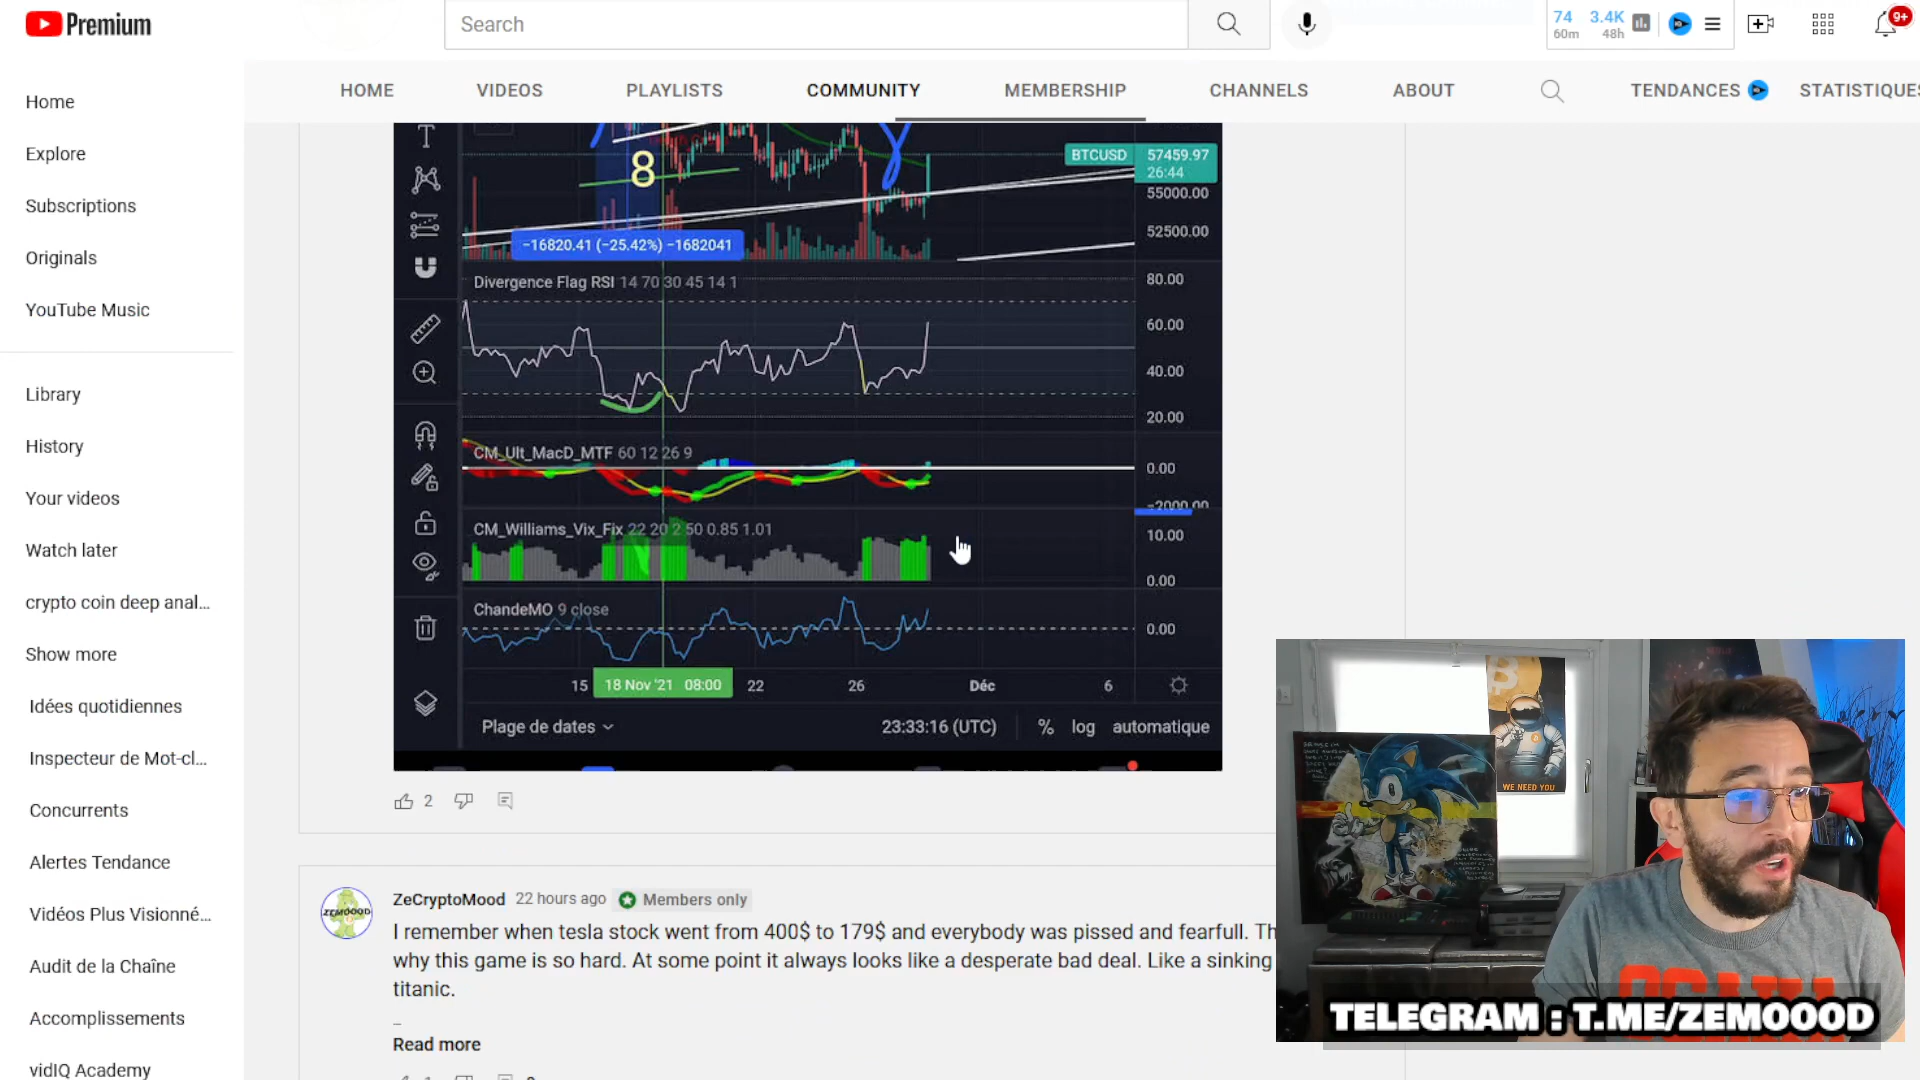 Premium
Search
74 3.4K
60m 48h
9+
HOME VIDEOS PLAYLISTS COMMUNITY MEMBERSHIP CHANNELS ABOUT TENDANCES STATISTIQUES
Home
Explore
Subscriptions
Originals
YouTube Music
Library
History
Your videos
Watch later
crypto coin deep anal...
Show more
Idées quotidiennes
Inspecteur de Mot-cl...
Concurrents
Alertes Tendance
Vidéos Plus Visionné...
Audit de la Chaîne
Accomplissements
vidIQ Academy
8
BTCUSD 57459.97
26:44
55000.00
52500.00
−16820.41 (−25.42%) −1682041
Divergence Flag RSI 14 70 30 45 14 1
80.00
60.00
40.00
20.00
CM_Ult_MacD_MTF 60 12 26 9
0.00
−2000.00
CM_Williams_Vix_Fix 22 20 2 50 0.85 1.01
10.00
0.00
ChandeMO 9 close
0.00
15 18 Nov '21 08:00 22 26 Déc 6
Plage de dates 23:33:16 (UTC) % log automatique
2
ZeCryptoMood 22 hours ago Members only
I remember when tesla stock went from 400$ to 179$ and everybody was pissed and fearfull. Th
why this game is so hard. At some point it always looks like a desperate bad deal. Like a sinking
titanic.
_
Read more
ZEMOOOD
WE NEED YOU
TELEGRAM : T.ME/ZEMOOOD